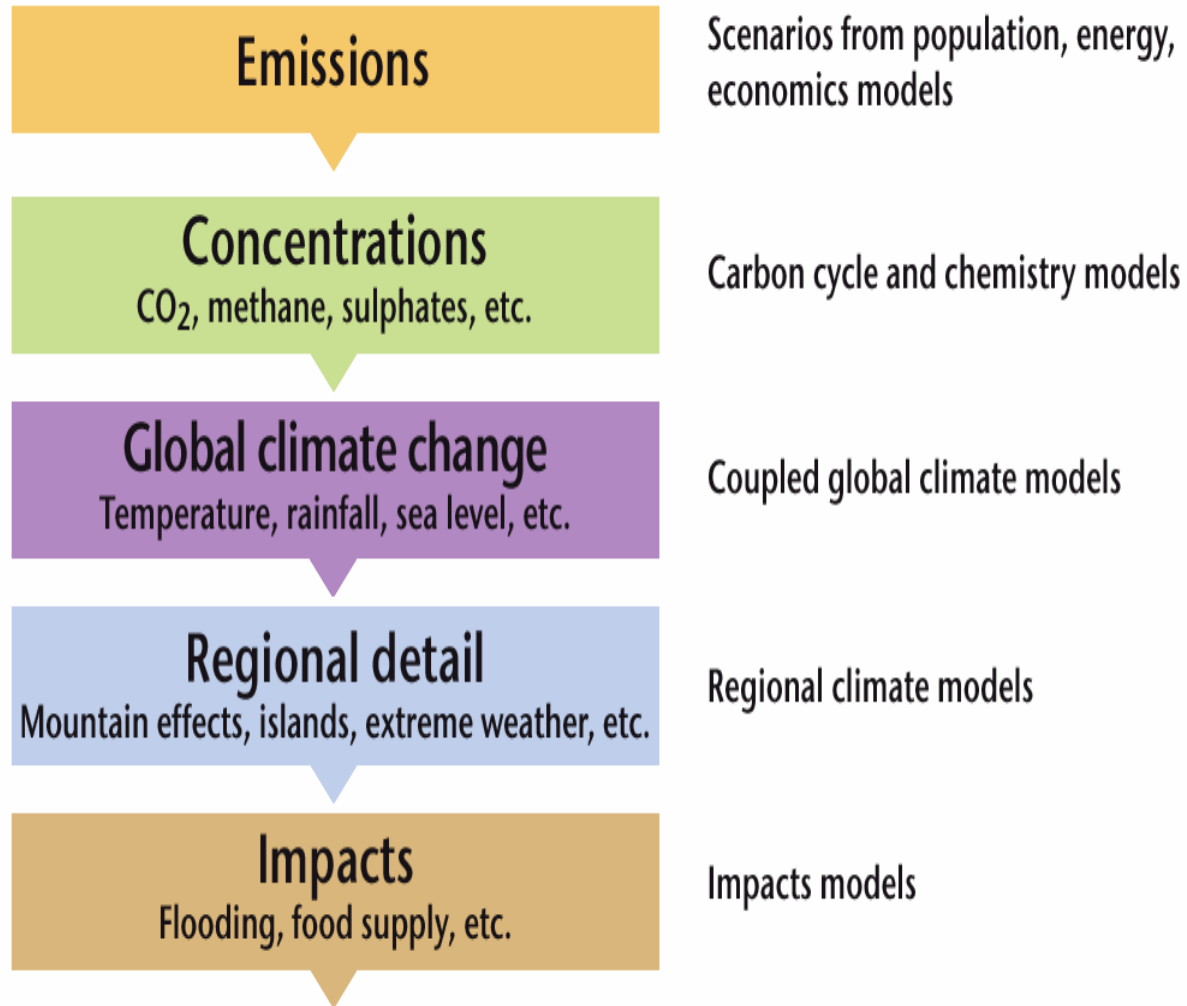 Emissions
Scenarios from population, energy,
economics models
Concentrations
CO₂, methane, sulphates, etc.
Carbon cycle and chemistry models
Global climate change
Temperature, rainfall, sea level, etc.
Coupled global climate models
Regional detail
Mountain effects, islands, extreme weather, etc.
Regional climate models
Impacts
Flooding, food supply, etc.
Impacts models